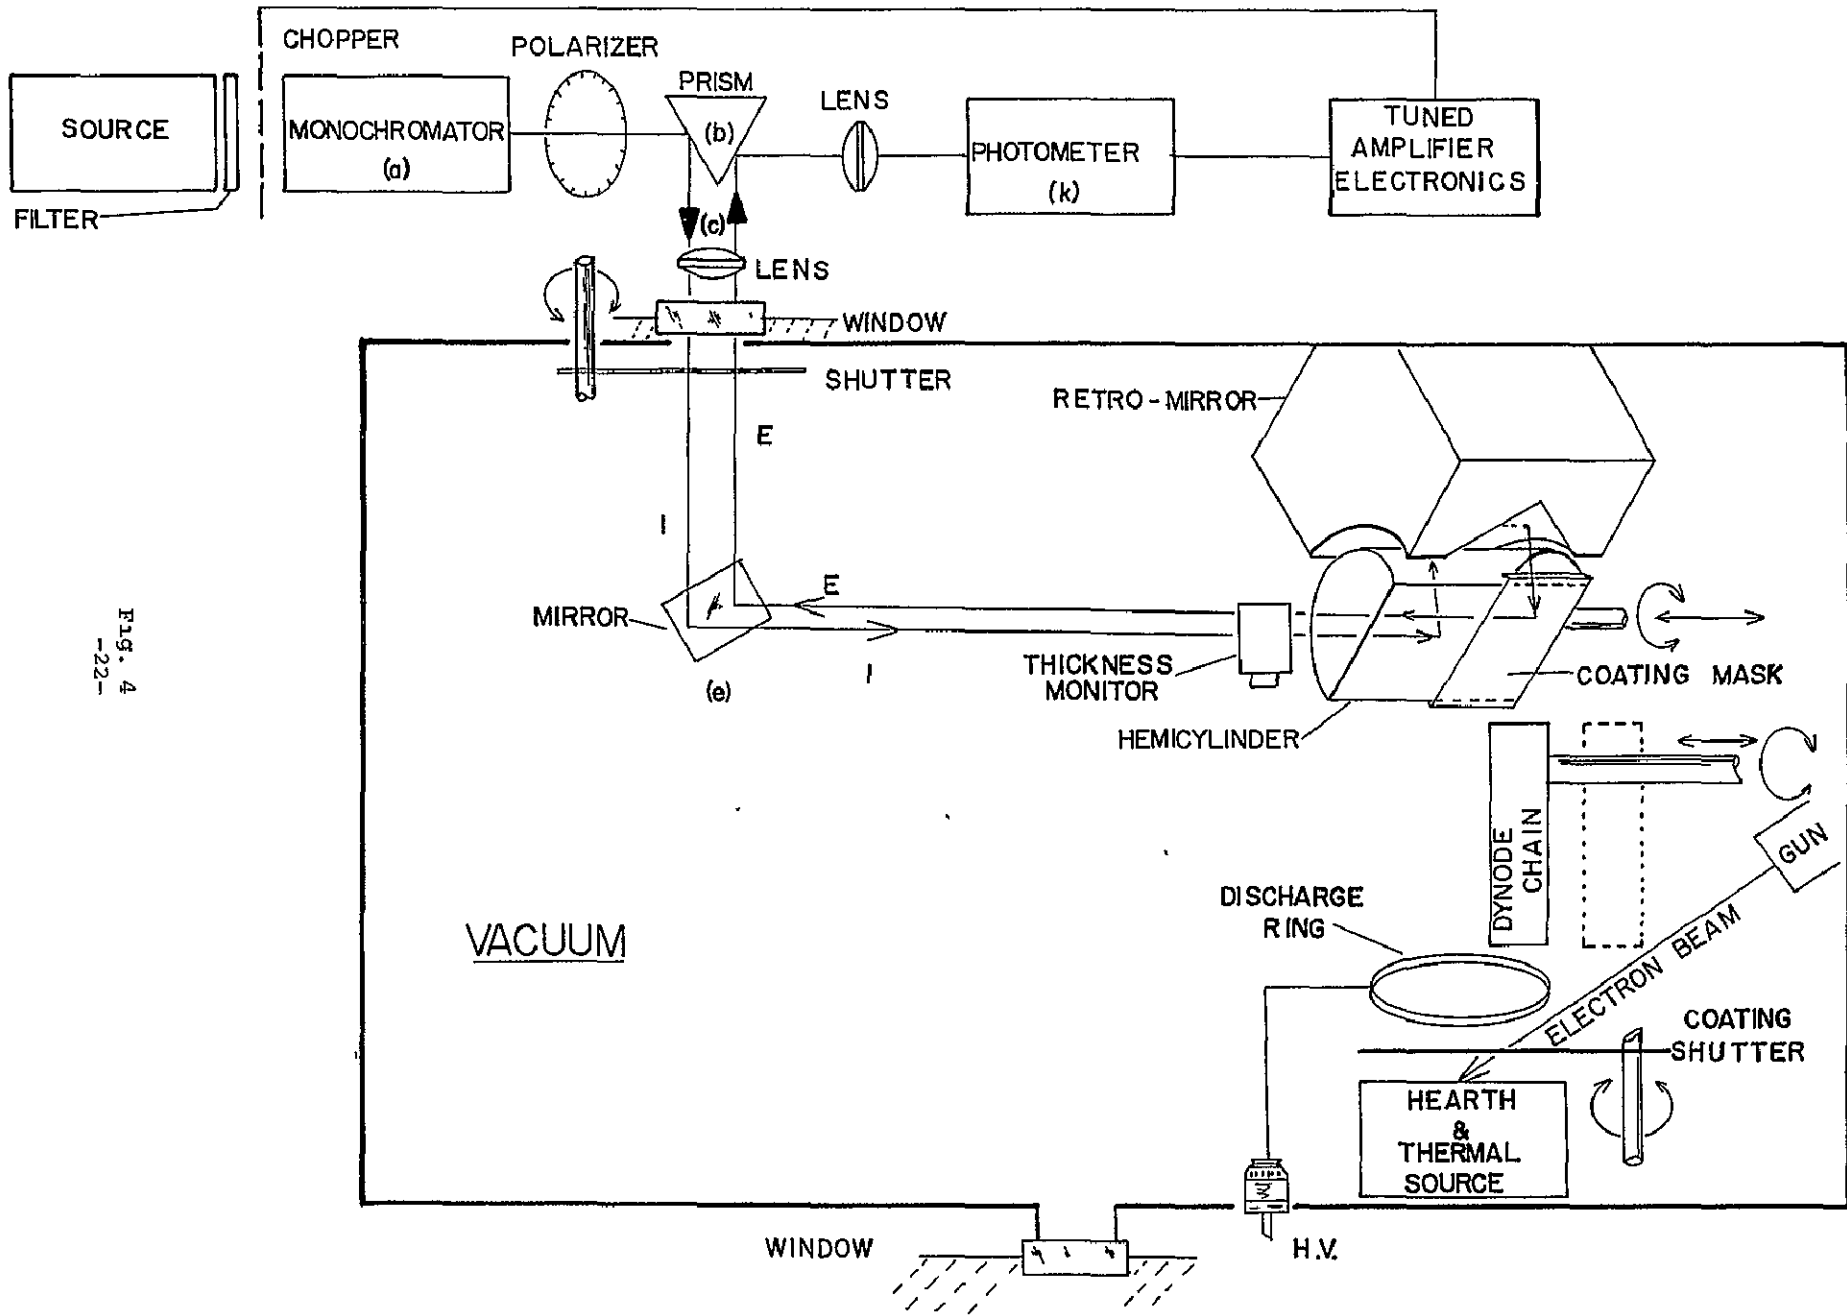 CHOPPER
POLARIZER
PRISM
LENS
SOURCE
MONOCHROMATOR
(a)
(b)
PHOTOMETER
(k)
TUNED
AMPLIFIER
ELECTRONICS
FILTER
(c)
LENS
WINDOW
SHUTTER
RETRO-MIRROR
E
I
E
MIRROR
I
(e)
THICKNESS
MONITOR
COATING MASK
HEMICYLINDER
DYNODE
CHAIN
GUN
DISCHARGE
RING
ELECTRON BEAM
VACUUM
COATING
SHUTTER
HEARTH
&
THERMAL
SOURCE
WINDOW
H.V.
Fig. 4
-22-